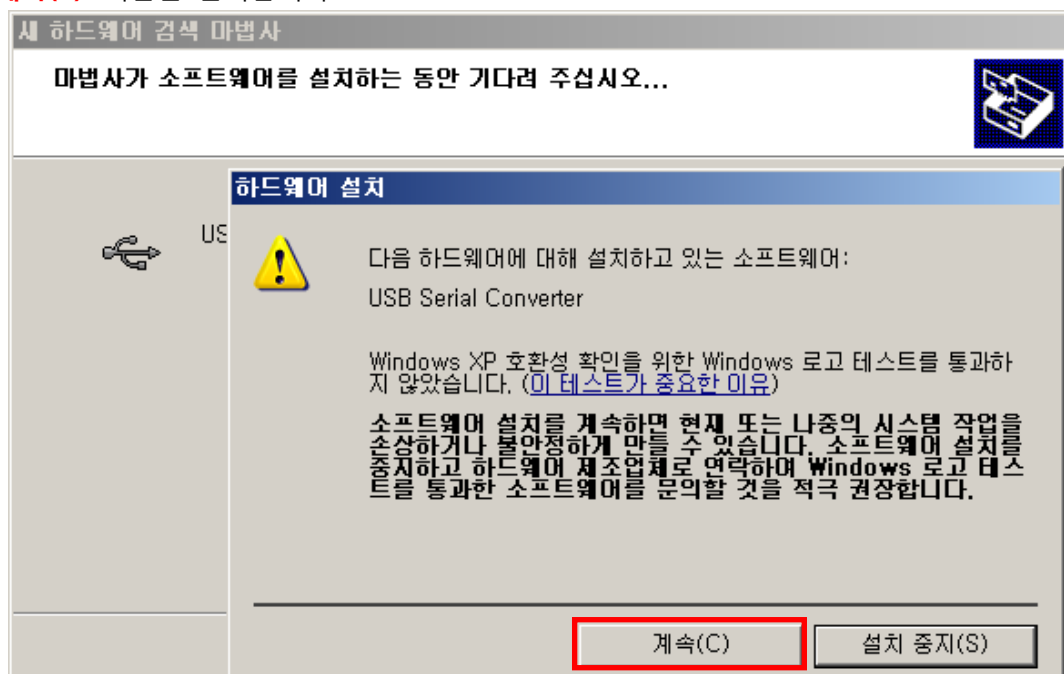 새 하드웨어 검색 마법사
마법사가 소프트웨어를 설치하는 동안 기다려 주십시오...
하드웨어 설치
US
다음 하드웨어에 대해 설치하고 있는 소프트웨어:
USB Serial Converter
Windows XP 호환성 확인을 위한 Windows 로고 테스트를 통과하
지 않았습니다. (이 테스트가 중요한 이유)
소프트웨어 설치를 계속하면 현재 또는 나중의 시스템 작업을
손상하거나 불안정하게 만들 수 있습니다. 소프트웨어 설치를
중지하고 하드웨어 제조업체로 연락하여 Windows 로고 테스
트를 통과한 소프트웨어를 문의할 것을 적극 권장합니다.
계속(C)
설치 중지(S)